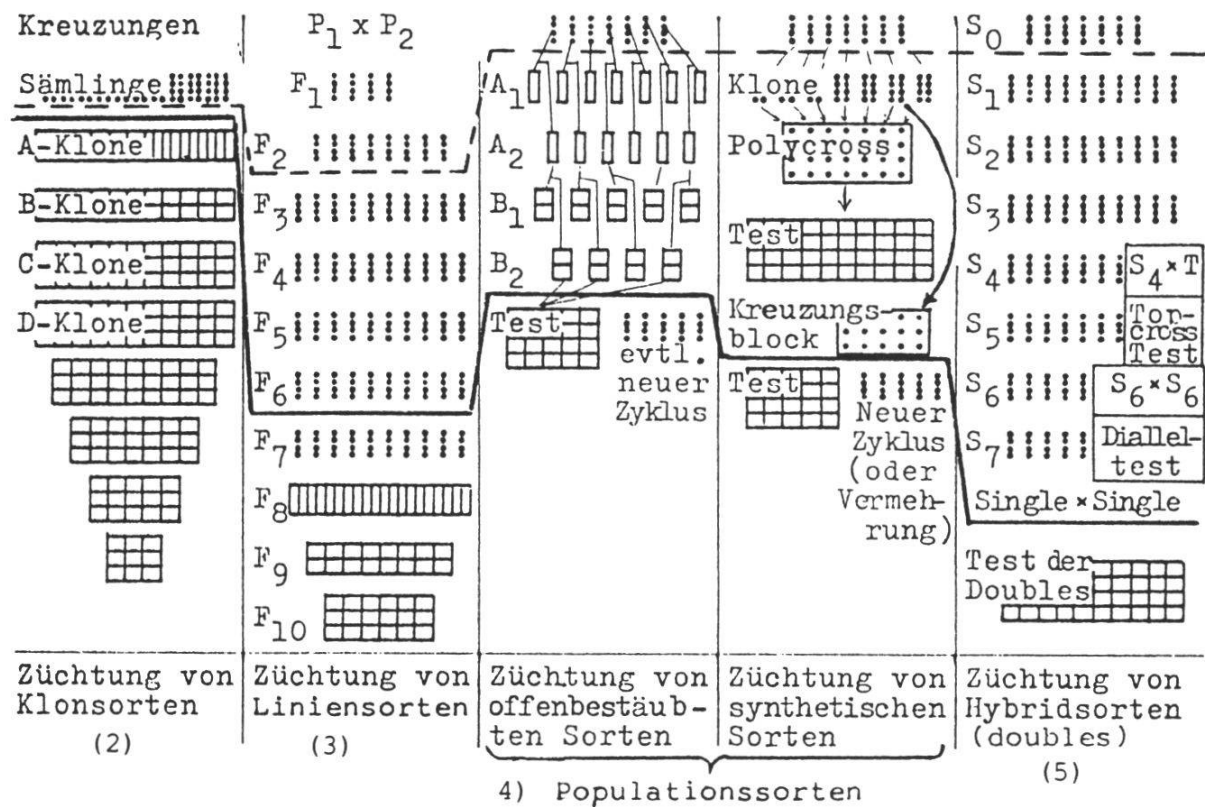 Kreuzungen
Sämlinge
A-Klone
B-Klone
C-Klone
D-Klone
Züchtung von
Klonsorten
(2)
P1 x P2
F1
F2
F3
F4
F5
F6
F7
F8
F9
F10
Züchtung von
Liniensorten
(3)
A1
A2
B1
B2
Test
evtl.
neuer
Zyklus
Züchtung von
offenbestäub-
ten Sorten
Klone
Polycross
Test
Kreuzungs-
block
Test
Neuer
Zyklus
(oder
Vermeh-
rung)
Züchtung von
synthetischen
Sorten
4) Populationssorten
S0
S1
S2
S3
S4
S5
S6
S7
S4 × T
Top-
cross
Test
S6 × S6
Diallel-
test
Single × Single
Test der
Doubles
Züchtung von
Hybridsorten
(doubles)
(5)